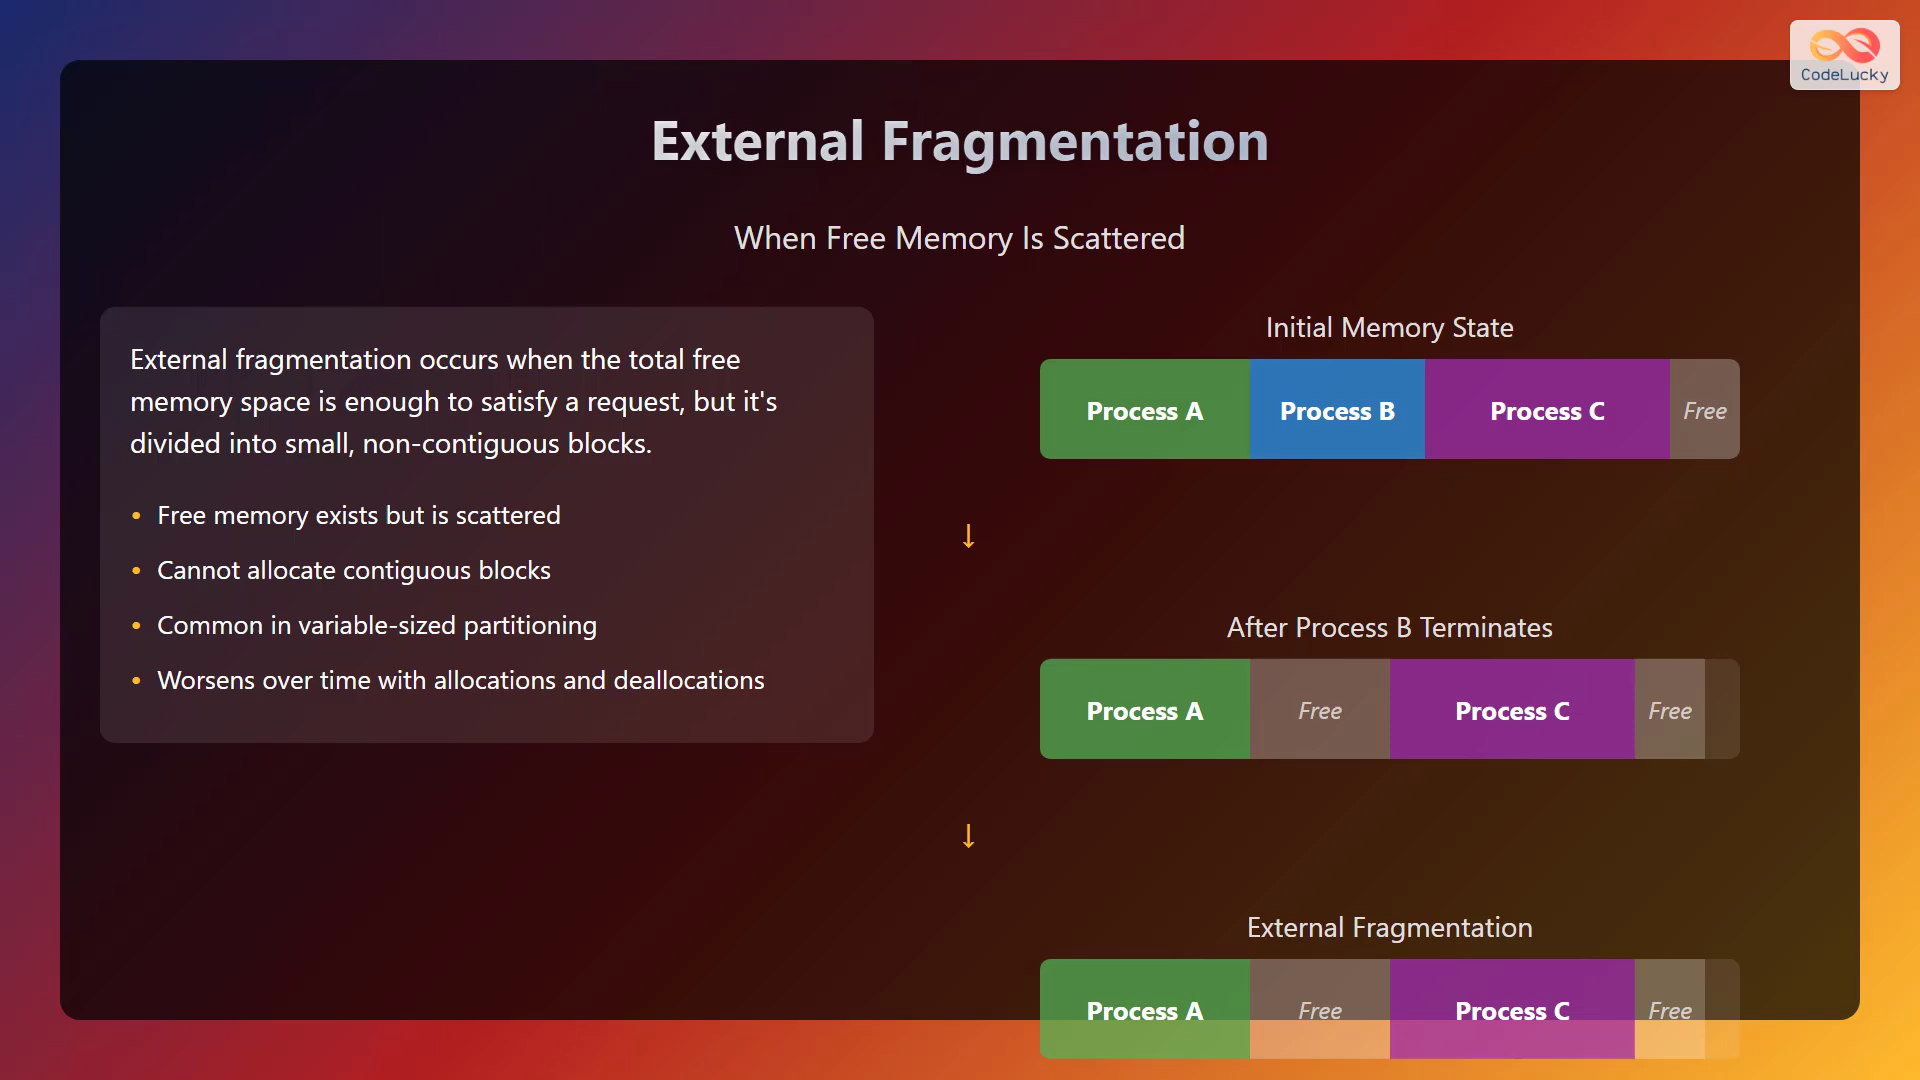 CodeLucky
External Fragmentation
When Free Memory Is Scattered
External fragmentation occurs when the total free
memory space is enough to satisfy a request, but it's
divided into small, non-contiguous blocks.
• Free memory exists but is scattered
• Cannot allocate contiguous blocks
• Common in variable-sized partitioning
• Worsens over time with allocations and deallocations
Initial Memory State
Process A Process B Process C Free
↓
After Process B Terminates
Process A Free Process C Free
↓
External Fragmentation
Process A Free Process C Free